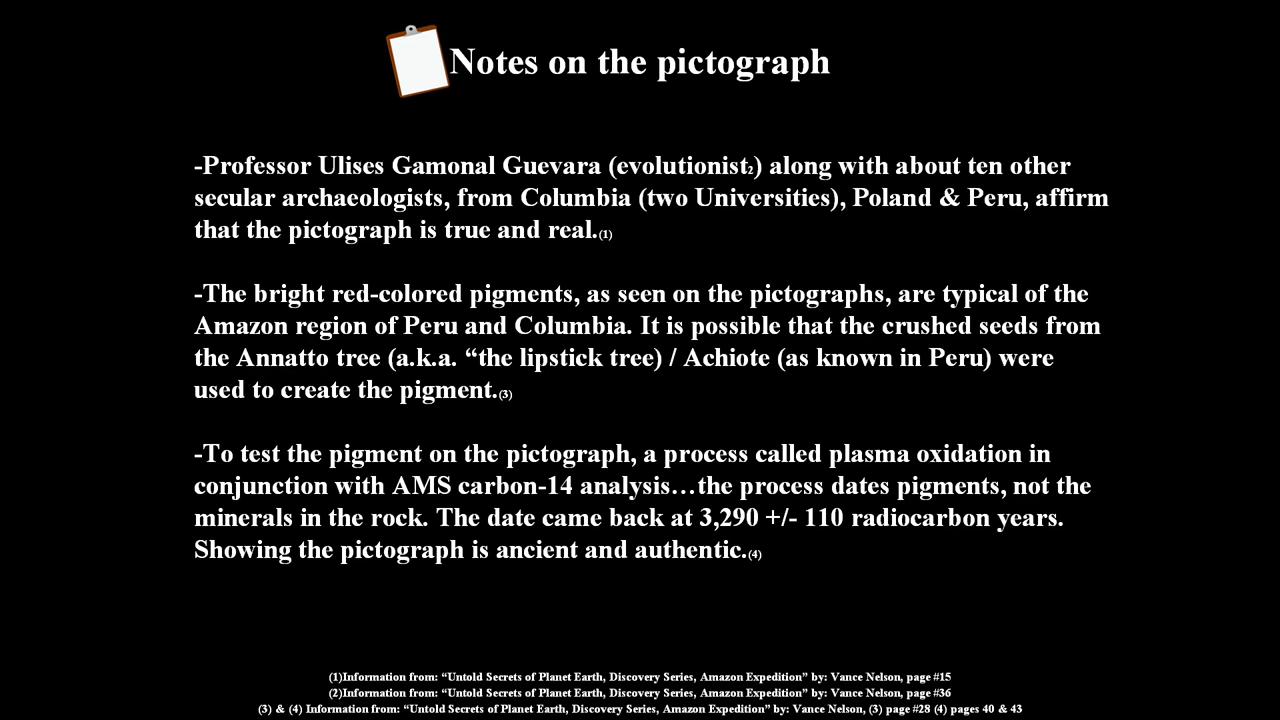 Notes on the pictograph
-Professor Ulises Gamonal Guevara (evolutionist2) along with about ten other
secular archaeologists, from Columbia (two Universities), Poland & Peru, affirm
that the pictograph is true and real.(1)
-The bright red-colored pigments, as seen on the pictographs, are typical of the
Amazon region of Peru and Columbia. It is possible that the crushed seeds from
the Annatto tree (a.k.a. “the lipstick tree) / Achiote (as known in Peru) were
used to create the pigment.(3)
-To test the pigment on the pictograph, a process called plasma oxidation in
conjunction with AMS carbon-14 analysis…the process dates pigments, not the
minerals in the rock. The date came back at 3,290 +/- 110 radiocarbon years.
Showing the pictograph is ancient and authentic.(4)
(1)Information from: “Untold Secrets of Planet Earth, Discovery Series, Amazon Expedition” by: Vance Nelson, page #15
(2)Information from: “Untold Secrets of Planet Earth, Discovery Series, Amazon Expedition” by: Vance Nelson, page #36
(3) & (4) Information from: “Untold Secrets of Planet Earth, Discovery Series, Amazon Expedition” by: Vance Nelson, (3) page #28 (4) pages 40 & 43